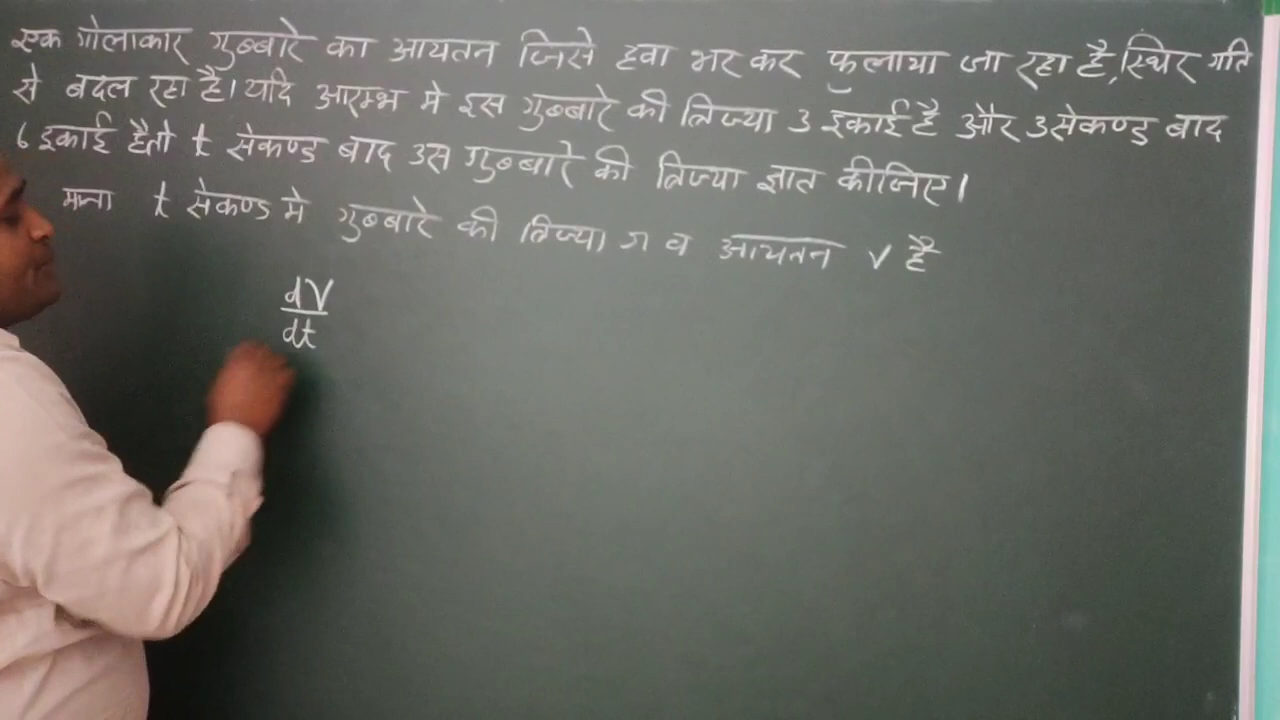 एक गोलाकार गुब्बारे का आयतन जिसे हवा भर कर फुलाया जा रहा है, स्थिर गति
से बदल रहा है। यदि आरम्भ मे इस गुब्बारे की त्रिज्या 3 इकाई है और 3 सेकण्ड बाद
6 इकाई है तो t सेकण्ड बाद उस गुब्बारे की त्रिज्या ज्ञात कीजिए।
माना t सेकण्ड मे गुब्बारे की त्रिज्या r व आयतन v है
dV
dt